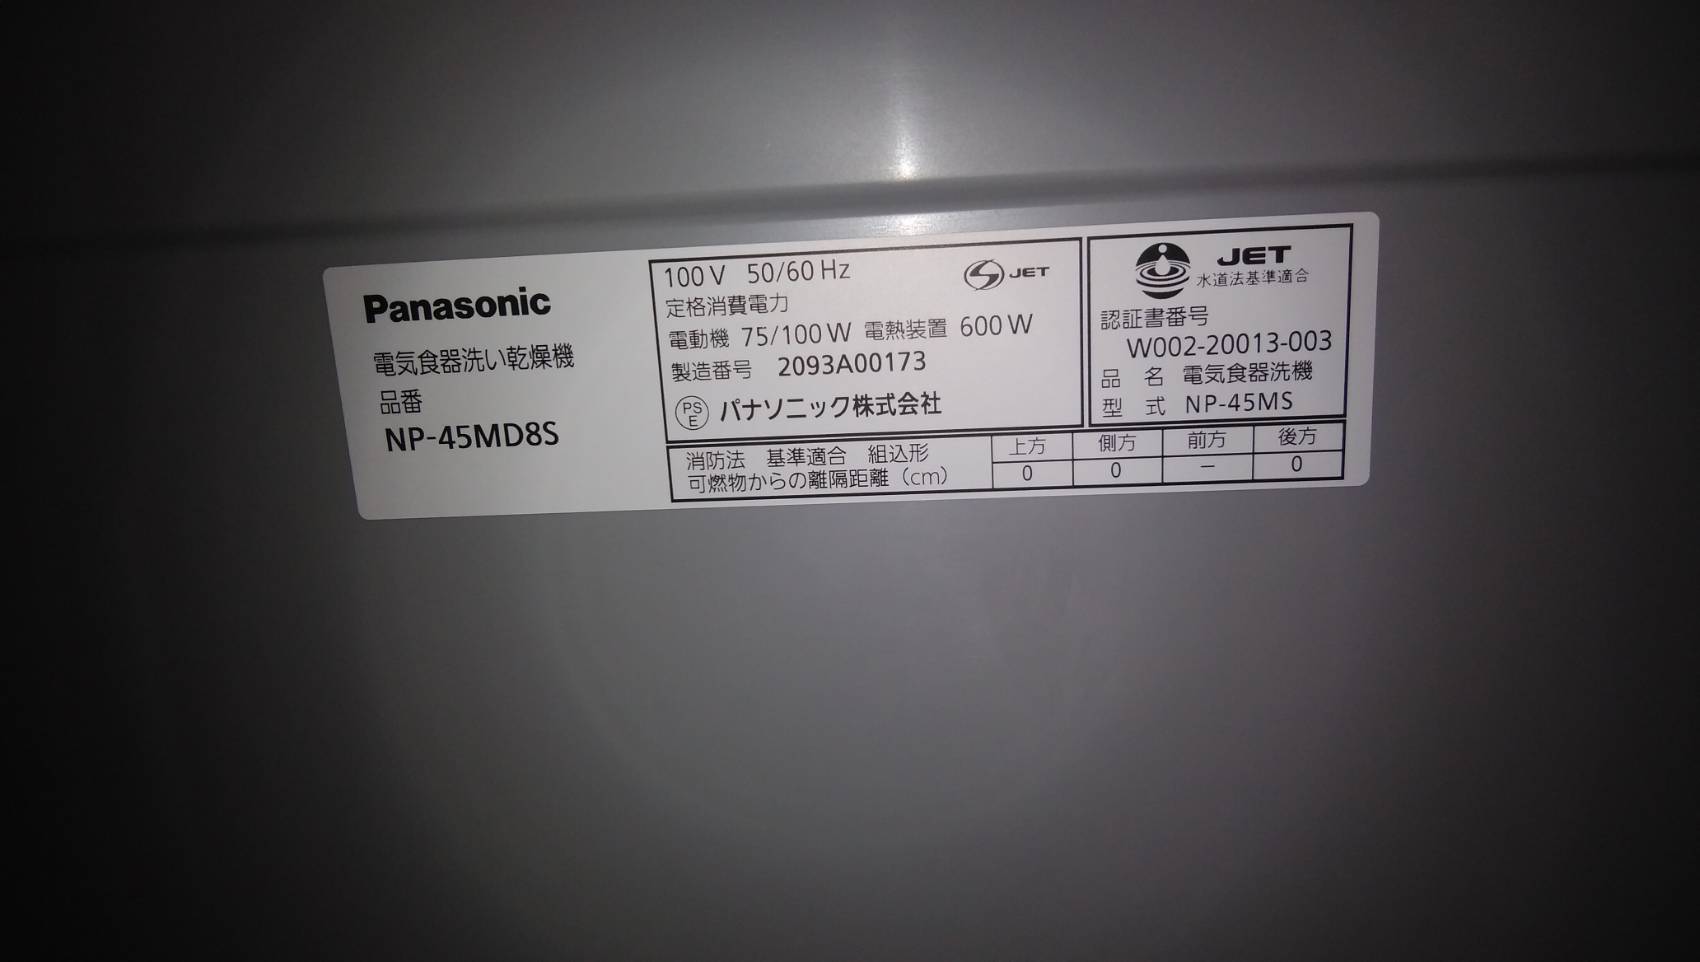 Panasonic
電気食器洗い乾燥機
品番
NP-45MD8S
100V 50/60Hz
JET
定格消費電力
電動機 75/100W 電熱装置 600W
製造番号 2093A00173
PS
E
パナソニック株式会社
JET
水道法基準適合
認証書番号
W002-20013-003
品 名 電気食器洗機
型 式 NP-45MS
消防法 基準適合 組込形
可燃物からの離隔距離（cm）
上方 側方 前方 後方
0 0 － 0